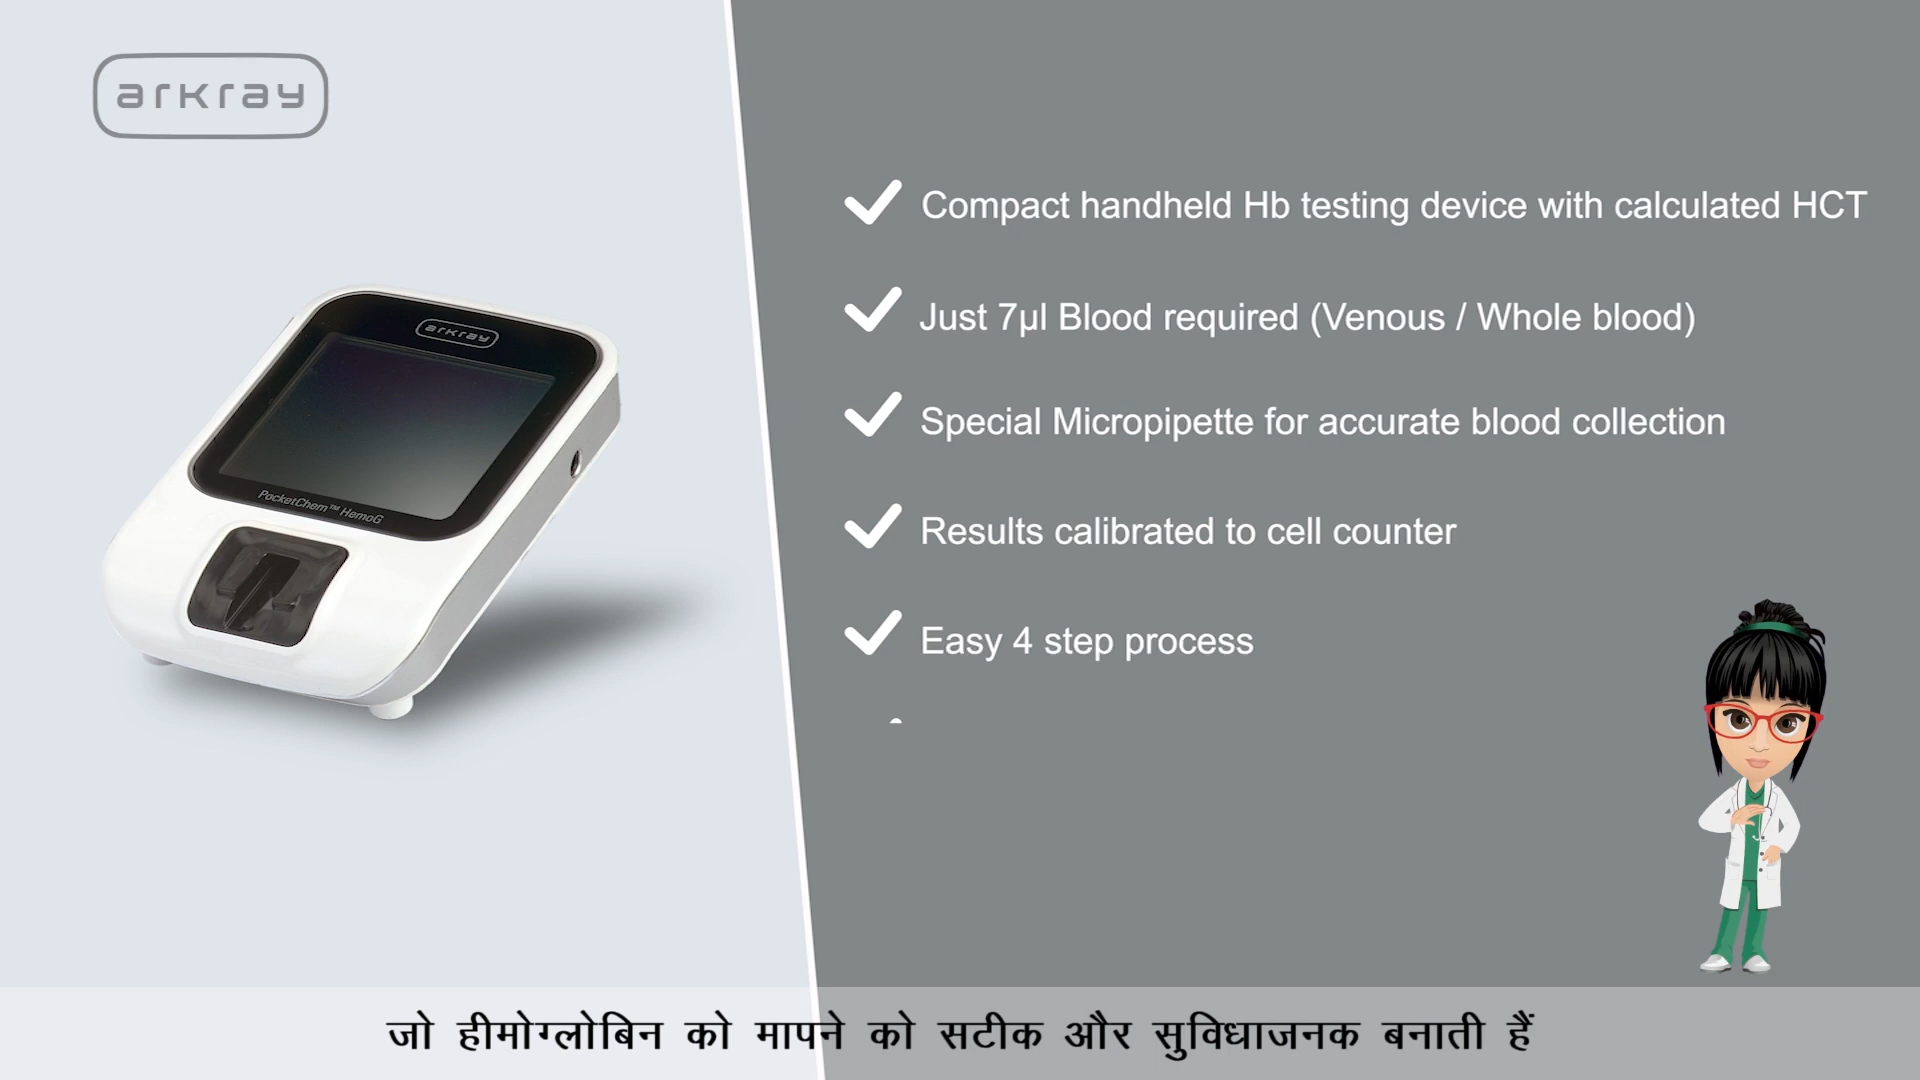 arkray
arkray
PocketChem™ HemoG
Compact handheld Hb testing device with calculated HCT
Just 7µl Blood required (Venous / Whole blood)
Special Micropipette for accurate blood collection
Results calibrated to cell counter
Easy 4 step process
जो हीमोग्लोबिन को मापने को सटीक और सुविधाजनक बनाती हैं